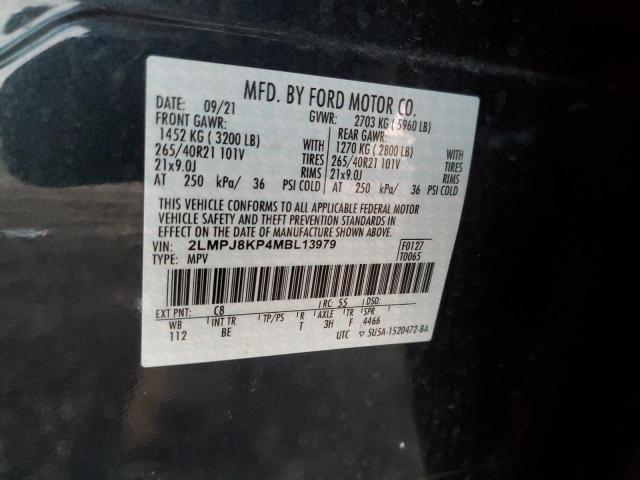 MFD. BY FORD MOTOR CO.
DATE: 09/21 GVWR: 2703 KG ( 5960 LB)
FRONT GAWR: REAR GAWR:
1452 KG ( 3200 LB) WITH 1270 KG ( 2800 LB) WITH
265/40R21 101V TIRES 265/40R21 101V TIRES
21x9.0J RIMS 21x9.0J RIMS
AT 250 kPa/ 36 PSI COLD AT 250 kPa/ 36 PSI COLD
THIS VEHICLE CONFORMS TO ALL APPLICABLE FEDERAL MOTOR
VEHICLE SAFETY AND THEFT PREVENTION STANDARDS IN
EFFECT ON THE DATE OF MANUFACTURE SHOWN ABOVE.
VIN: 2LMPJ8KP4MBL13979 F0127
TYPE: MPV T0065
EXT PNT: C8 RC: 55 DSO:
WB INT TR TP/PS R AXLE TR SPR
112 BE T 3H F 4466
UTC ▽ 5U5A-1520472-BA